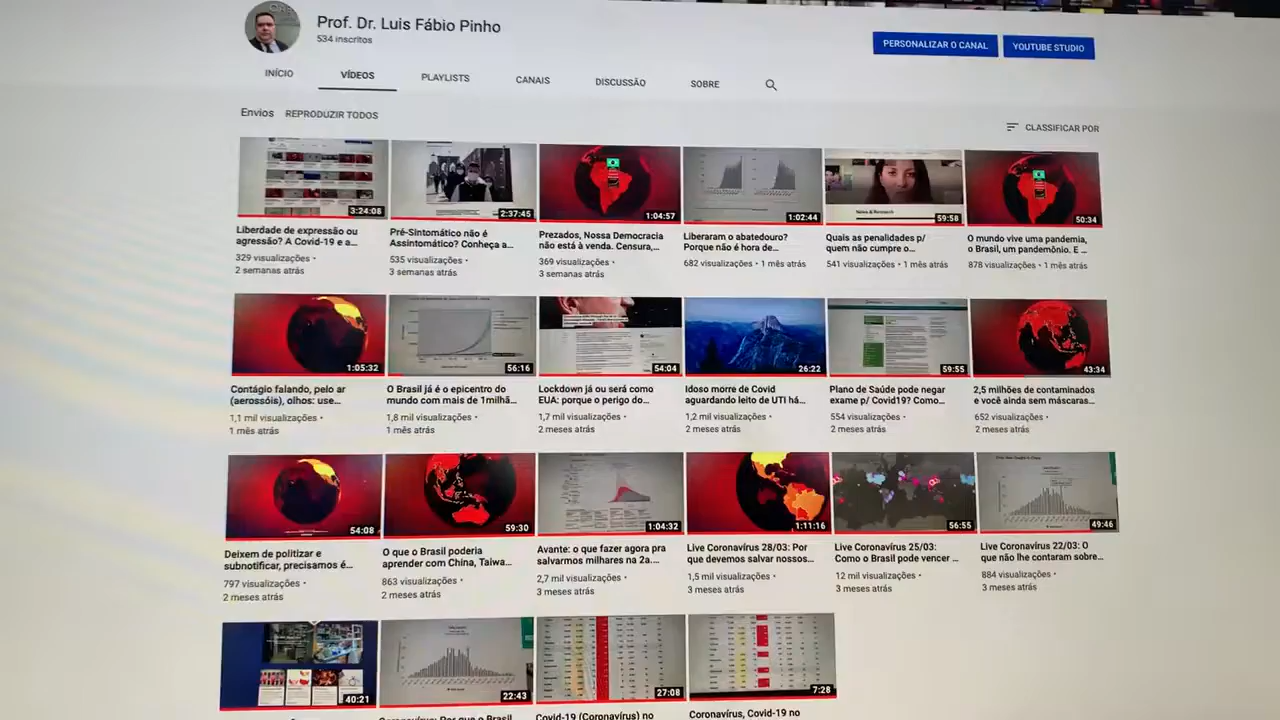 Prof. Dr. Luis Fábio Pinho
534 inscritos
PERSONALIZAR O CANAL
YOUTUBE STUDIO
INÍCIO
VÍDEOS
PLAYLISTS
CANAIS
DISCUSSÃO
SOBRE
Envios
REPRODUZIR TODOS
CLASSIFICAR POR
3:24:08
2:37:45
1:04:57
1:02:44
59:58
50:34
Liberdade de expressão ou
agressão? A Covid-19 e a...
329 visualizações •
2 semanas atrás
Pré-Sintomático não é
Assintomático? Conheça a...
535 visualizações •
3 semanas atrás
Prezados, Nossa Democracia
não está à venda. Censura,...
369 visualizações •
3 semanas atrás
Liberaram o abatedouro?
Porque não é hora de...
682 visualizações • 1 mês atrás
Quais as penalidades p/
quem não cumpre o...
541 visualizações • 1 mês atrás
O mundo vive uma pandemia,
o Brasil, um pandemônio. E ...
878 visualizações • 1 mês atrás
1:05:32
56:16
54:04
26:22
59:55
43:34
Contágio falando, pelo ar
(aerossóis), olhos: use...
1,1 mil visualizações •
1 mês atrás
O Brasil já é o epicentro do
mundo com mais de 1milhã...
1,8 mil visualizações •
1 mês atrás
Lockdown já ou será como
EUA: porque o perigo do...
1,7 mil visualizações •
2 meses atrás
Idoso morre de Covid
aguardando leito de UTI há...
1,2 mil visualizações •
2 meses atrás
Plano de Saúde pode negar
exame p/ Covid19? Como...
554 visualizações •
2 meses atrás
2,5 milhões de contaminados
e você ainda sem máscaras...
652 visualizações •
2 meses atrás
54:08
59:30
1:04:32
1:11:16
56:55
49:46
Deixem de politizar e
subnotificar, precisamos é...
797 visualizações •
2 meses atrás
O que o Brasil poderia
aprender com China, Taiwa...
863 visualizações •
2 meses atrás
Avante: o que fazer agora pra
salvarmos milhares na 2a....
2,7 mil visualizações •
3 meses atrás
Live Coronavírus 28/03: Por
que devemos salvar nossos...
1,5 mil visualizações •
3 meses atrás
Live Coronavírus 25/03:
Como o Brasil pode vencer ...
12 mil visualizações •
3 meses atrás
Live Coronavírus 22/03: O
que não lhe contaram sobre...
884 visualizações •
3 meses atrás
40:21
22:43
27:08
7:28
Coronavírus: Por que o Brasil
Covid-19 (Coronavírus) no
Coronavírus, Covid-19 no